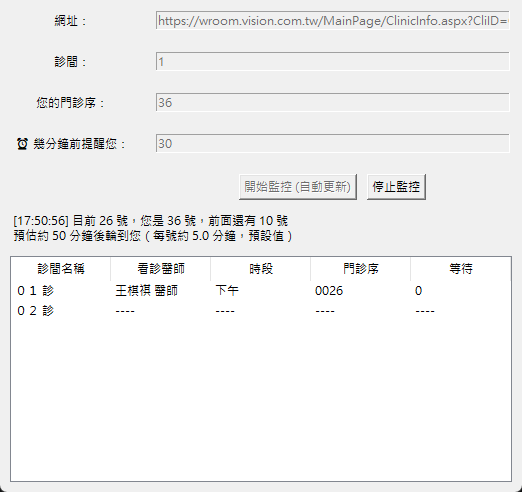 網址：
https://wroom.vision.com.tw/MainPage/ClinicInfo.aspx?CliID=
診間：
1
您的門診序：
36
⏰ 幾分鐘前提醒您：
30
開始監控 (自動更新) 停止監控
[17:50:56] 目前 26 號，您是 36 號，前面還有 10 號
預估約 50 分鐘後輪到您（每號約 5.0 分鐘，預設值）
診間名稱 看診醫師 時段 門診序 等待
０１ 診 王棋祺 醫師 下午 0026 0
０２ 診 ---- ---- ---- ----